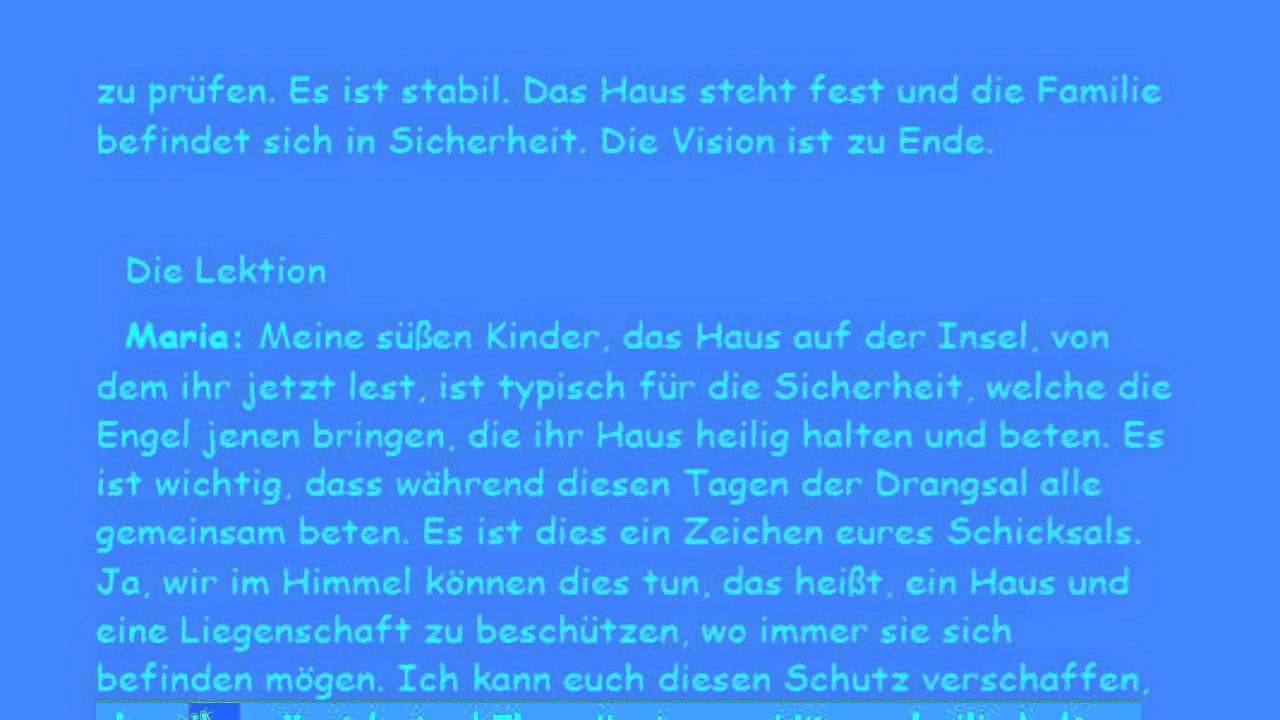 zu prüfen. Es ist stabil. Das Haus steht fest und die Familie
befindet sich in Sicherheit. Die Vision ist zu Ende.
Die Lektion
Maria: Meine süßen Kinder, das Haus auf der Insel, von
dem ihr jetzt lest, ist typisch für die Sicherheit, welche die
Engel jenen bringen, die ihr Haus heilig halten und beten. Es
ist wichtig, dass während diesen Tagen der Drangsal alle
gemeinsam beten. Es ist dies ein Zeichen eures Schicksals.
Ja, wir im Himmel können dies tun, das heißt, ein Haus und
eine Liegenschaft zu beschützen, wo immer sie sich
befinden mögen. Ich kann euch diesen Schutz verschaffen,